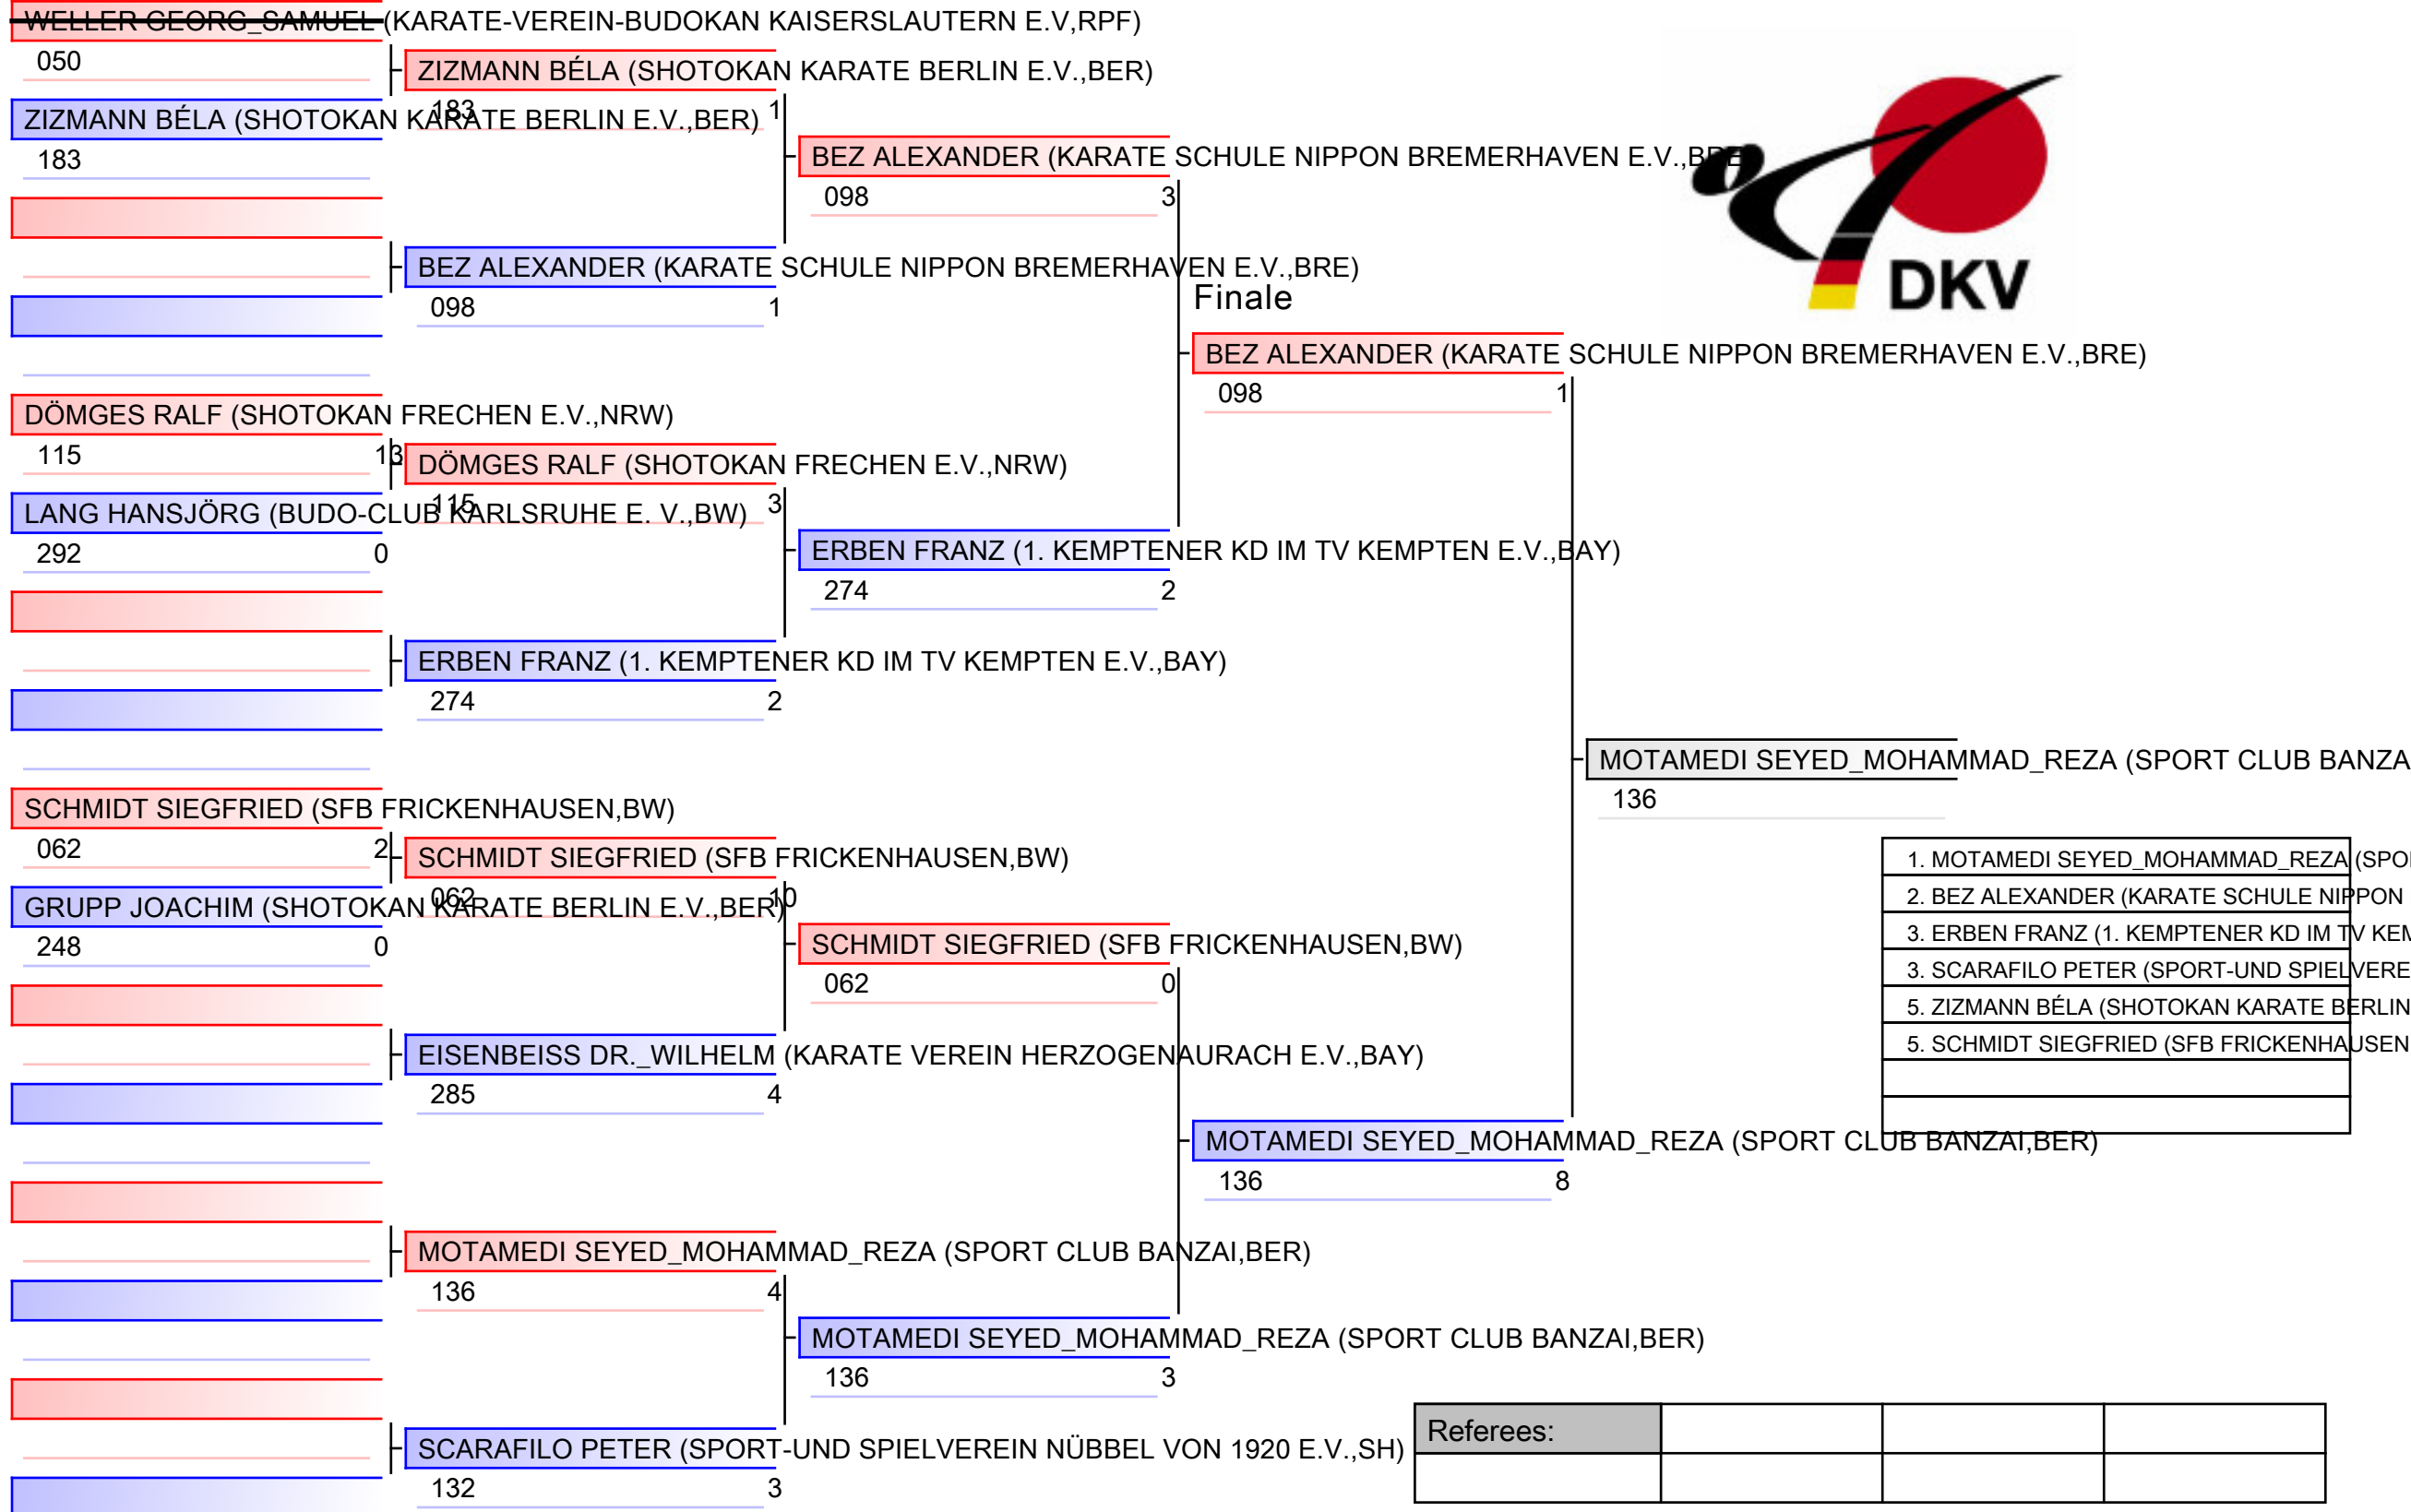 WELLER GEORG_SAMUEL (KARATE-VEREIN-BUDOKAN KAISERSLAUTERN E.V,RPF)
050
ZIZMANN BÉLA (SHOTOKAN KARATE BERLIN E.V.,BER)
183 1
ZIZMANN BÉLA (SHOTOKAN KARATE BERLIN E.V.,BER)
183
BEZ ALEXANDER (KARATE SCHULE NIPPON BREMERHAVEN E.V.,BRE)
098 3
BEZ ALEXANDER (KARATE SCHULE NIPPON BREMERHAVEN E.V.,BRE)
098 1
DKV
Finale
BEZ ALEXANDER (KARATE SCHULE NIPPON BREMERHAVEN E.V.,BRE)
098 1
DÖMGES RALF (SHOTOKAN FRECHEN E.V.,NRW)
115 13
DÖMGES RALF (SHOTOKAN FRECHEN E.V.,NRW)
115 3
LANG HANSJÖRG (BUDO-CLUB KARLSRUHE E. V.,BW)
292 0
ERBEN FRANZ (1. KEMPTENER KD IM TV KEMPTEN E.V.,BAY)
274 2
ERBEN FRANZ (1. KEMPTENER KD IM TV KEMPTEN E.V.,BAY)
274 2
MOTAMEDI SEYED_MOHAMMAD_REZA (SPORT CLUB BANZA
136
SCHMIDT SIEGFRIED (SFB FRICKENHAUSEN,BW)
062 2
SCHMIDT SIEGFRIED (SFB FRICKENHAUSEN,BW)
062 10
GRUPP JOACHIM (SHOTOKAN KARATE BERLIN E.V.,BER)
248 0
SCHMIDT SIEGFRIED (SFB FRICKENHAUSEN,BW)
062 0
EISENBEISS DR._WILHELM (KARATE VEREIN HERZOGENAURACH E.V.,BAY)
285 4
1. MOTAMEDI SEYED_MOHAMMAD_REZA (SPO
2. BEZ ALEXANDER (KARATE SCHULE NIPPON
3. ERBEN FRANZ (1. KEMPTENER KD IM TV KEM
3. SCARAFILO PETER (SPORT-UND SPIELVERE
5. ZIZMANN BÉLA (SHOTOKAN KARATE BERLIN
5. SCHMIDT SIEGFRIED (SFB FRICKENHAUSEN
MOTAMEDI SEYED_MOHAMMAD_REZA (SPORT CLUB BANZAI,BER)
136 8
MOTAMEDI SEYED_MOHAMMAD_REZA (SPORT CLUB BANZAI,BER)
136 4
MOTAMEDI SEYED_MOHAMMAD_REZA (SPORT CLUB BANZAI,BER)
136 3
SCARAFILO PETER (SPORT-UND SPIELVEREIN NÜBBEL VON 1920 E.V.,SH)
132 3
Referees: